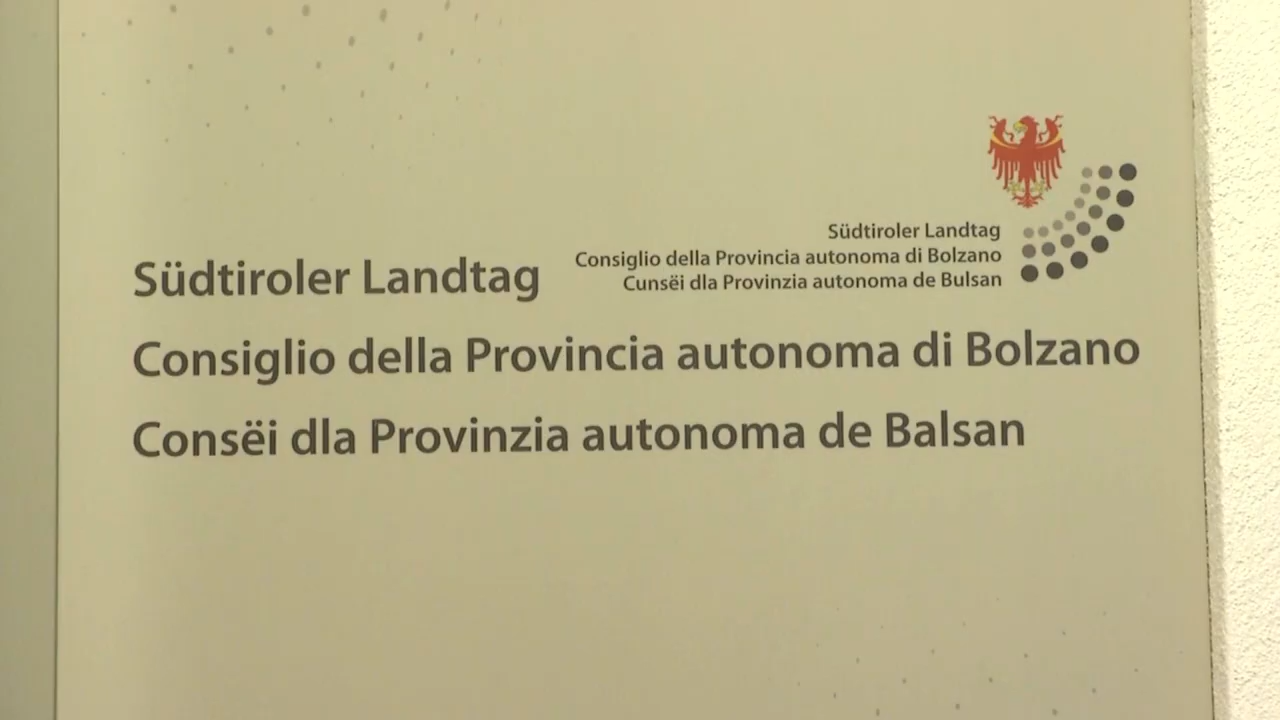 Südtiroler Landtag
Consiglio della Provincia autonoma di Bolzano
Cunsëi dla Provinzia autonoma de Bulsan
Südtiroler Landtag
Consiglio della Provincia autonoma di Bolzano
Consëi dla Provinzia autonoma de Balsan